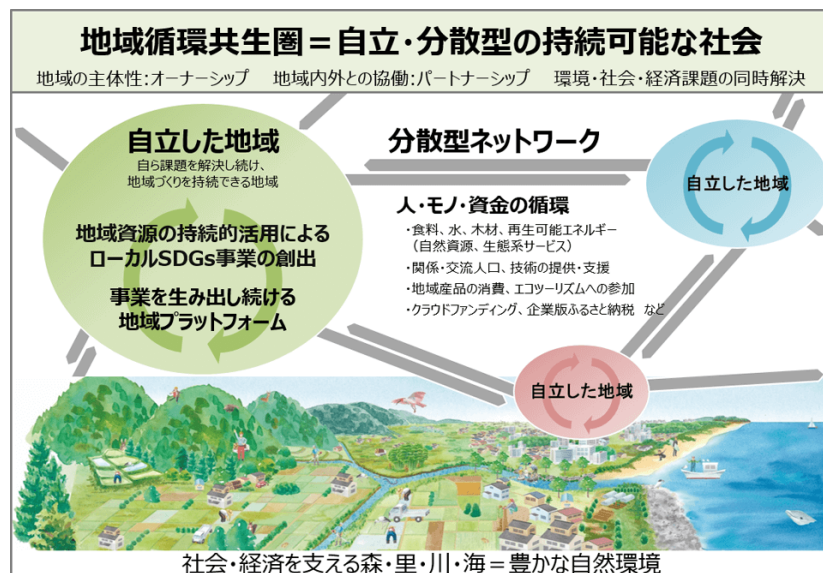 地域循環共生圏＝自立・分散型の持続可能な社会
地域の主体性：オーナーシップ　地域内外との協働：パートナーシップ　環境・社会・経済課題の同時解決
自立した地域
自ら課題を解決し続け、
地域づくりを持続できる地域
地域資源の持続的活用による
ローカルSDGs事業の創出
事業を生み出し続ける
地域プラットフォーム
分散型ネットワーク
人・モノ・資金の循環
・食料、水、木材、再生可能エネルギー
（自然資源、生態系サービス）
・関係・交流人口、技術の提供・支援
・地域産品の消費、エコツーリズムへの参加
・クラウドファンディング、企業版ふるさと納税　など
自立した地域
自立した地域
社会・経済を支える森・里・川・海＝豊かな自然環境